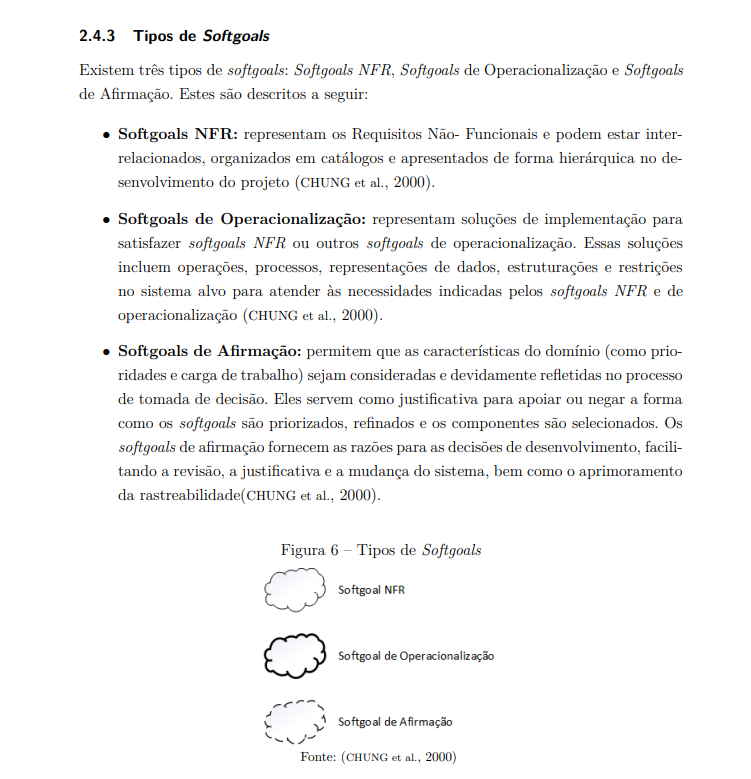 2.4.3 Tipos de Softgoals
Existem três tipos de softgoals: Softgoals NFR, Softgoals de Operacionalização e Softgoals
de Afirmação. Estes são descritos a seguir:
• Softgoals NFR: representam os Requisitos Não- Funcionais e podem estar inter-
relacionados, organizados em catálogos e apresentados de forma hierárquica no de-
senvolvimento do projeto (CHUNG et al., 2000).
• Softgoals de Operacionalização: representam soluções de implementação para
satisfazer softgoals NFR ou outros softgoals de operacionalização. Essas soluções
incluem operações, processos, representações de dados, estruturações e restrições
no sistema alvo para atender às necessidades indicadas pelos softgoals NFR e de
operacionalização (CHUNG et al., 2000).
• Softgoals de Afirmação: permitem que as características do domínio (como prio-
ridades e carga de trabalho) sejam consideradas e devidamente refletidas no processo
de tomada de decisão. Eles servem como justificativa para apoiar ou negar a forma
como os softgoals são priorizados, refinados e os componentes são selecionados. Os
softgoals de afirmação fornecem as razões para as decisões de desenvolvimento, facili-
tando a revisão, a justificativa e a mudança do sistema, bem como o aprimoramento
da rastreabilidade(CHUNG et al., 2000).
Figura 6 – Tipos de Softgoals
Softgoal NFR
Softgoal de Operacionalização
Softgoal de Afirmação
Fonte: (CHUNG et al., 2000)